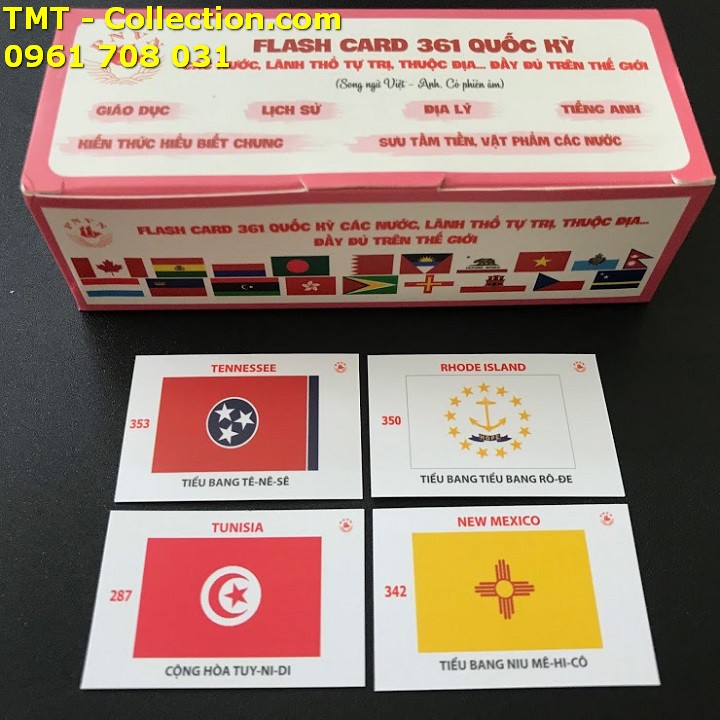 TMT - Collection.com
0961 708 031
FLASH CARD 361 QUỐC KỲ
NƯỚC, LÃNH THỔ TỰ TRỊ, THUỘC ĐỊA... ĐẦY ĐỦ TRÊN THẾ GIỚI
(Song ngữ Việt - Anh. Có phiên âm)
GIÁO DỤC
LỊCH SỬ
ĐỊA LÝ
TIẾNG ANH
KIẾN THỨC HIỂU BIẾT CHUNG
SƯU TẦM TIỀN, VẬT PHẨM CÁC NƯỚC
FLASH CARD 361 QUỐC KỲ CÁC NƯỚC, LÃNH THỔ TỰ TRỊ, THUỘC ĐỊA...
ĐẦY ĐỦ TRÊN THẾ GIỚI
TENNESSEE
353
TIỂU BANG TÊ-NÊ-SÊ
RHODE ISLAND
350
HOPE
TIỂU BANG TIỂU BANG RÔ-ĐE
TUNISIA
287
CỘNG HÒA TUY-NI-DI
NEW MEXICO
342
TIỂU BANG NIU MÊ-HI-CÔ